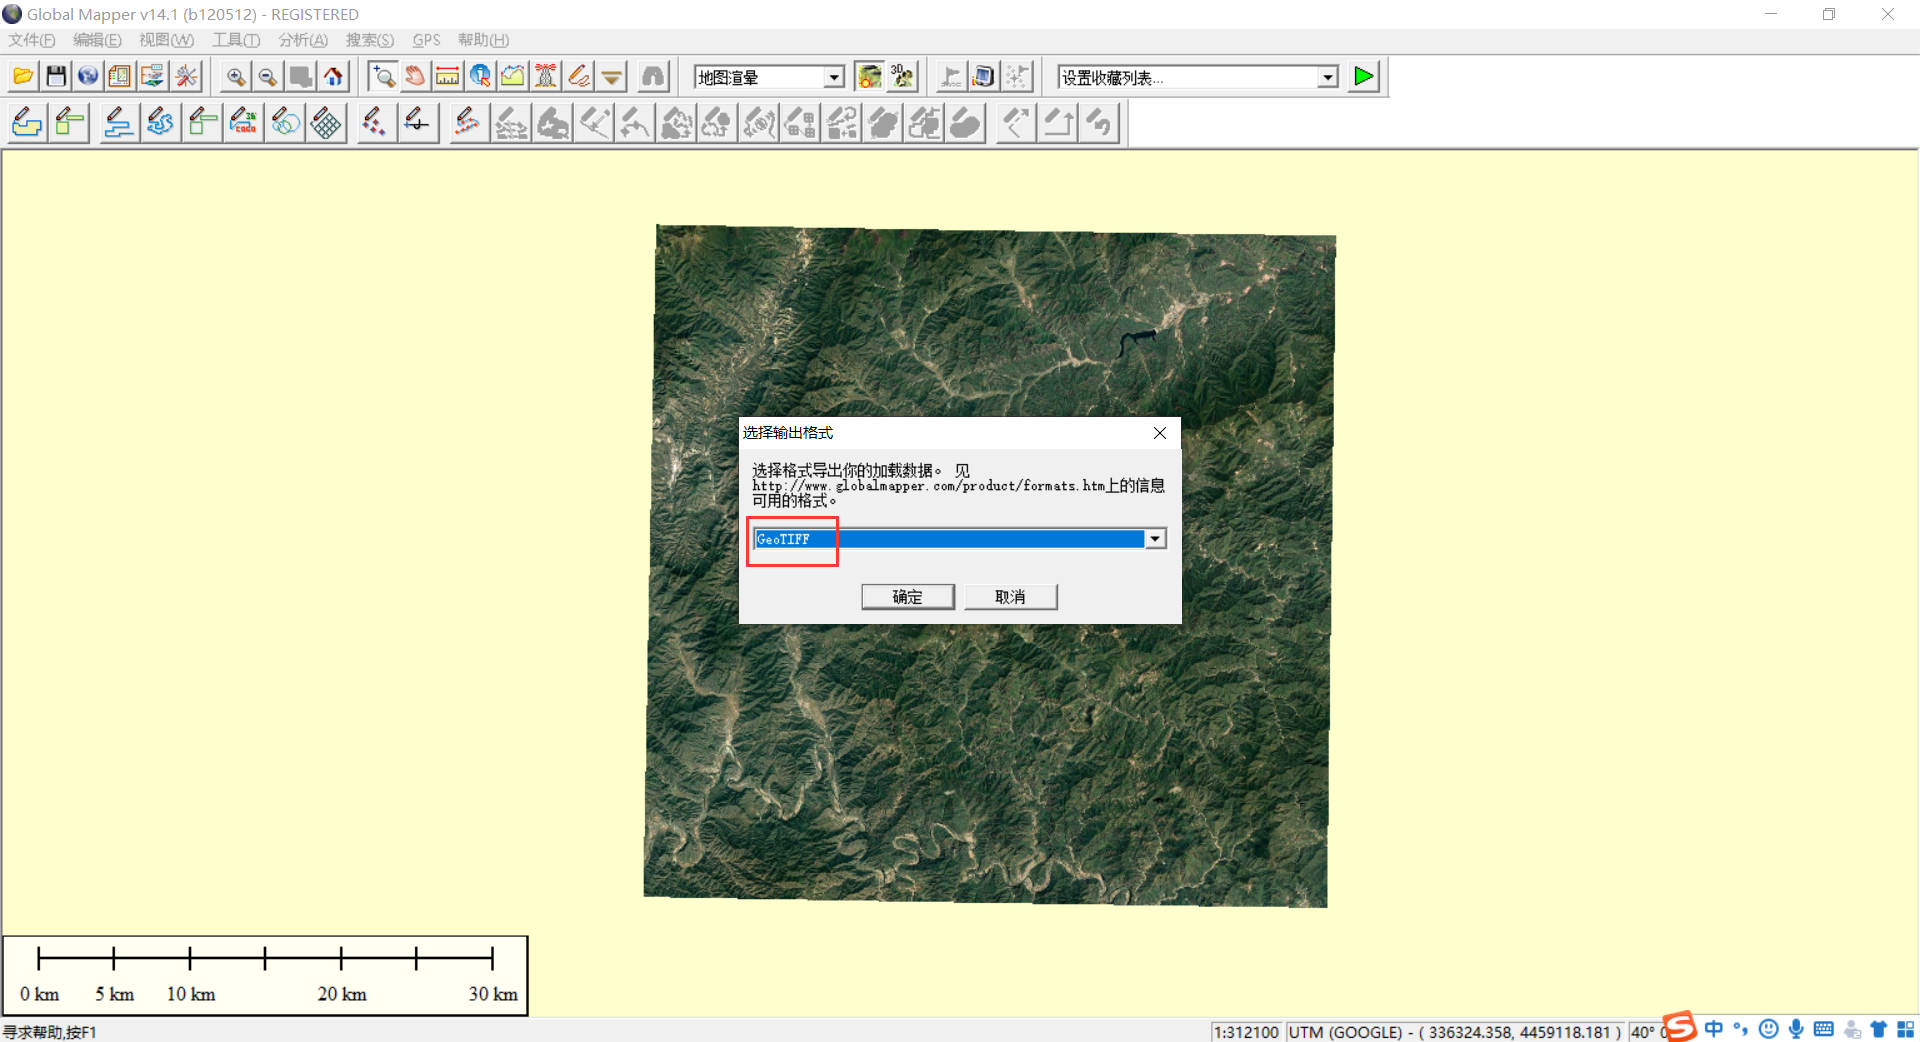 Global Mapper v14.1 (b120512) - REGISTERED
文件(F) 编辑(E) 视图(W) 工具(T) 分析(A) 搜索(S) GPS 帮助(H)
3D
地图渲晕
设置收藏列表...
选择输出格式
选择格式导出你的加载数据。 见
http://www.globalmapper.com/product/formats.htm上的信息
可用的格式。
GeoTIFF
确定 取消
0 km 5 km 10 km 20 km 30 km
寻求帮助,按F1 1:312100 UTM (GOOGLE) - ( 336324.358, 4459118.181 ) 40° 中